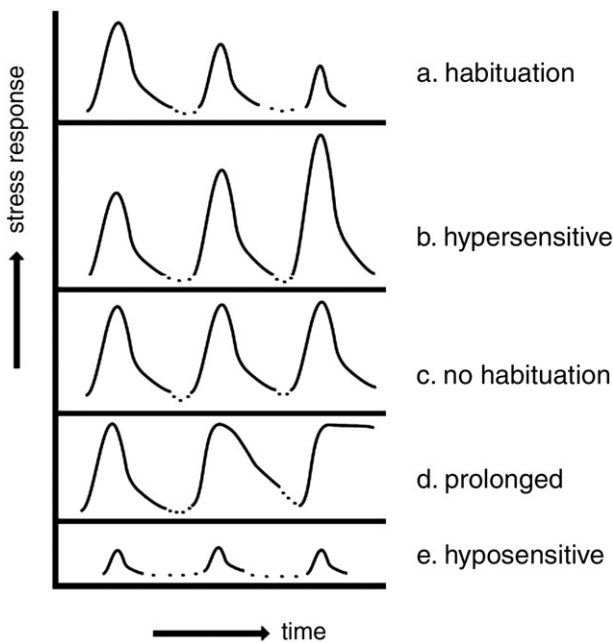 stress response
a. habituation
b. hypersensitive
c. no habituation
d. prolonged
e. hyposensitive
time